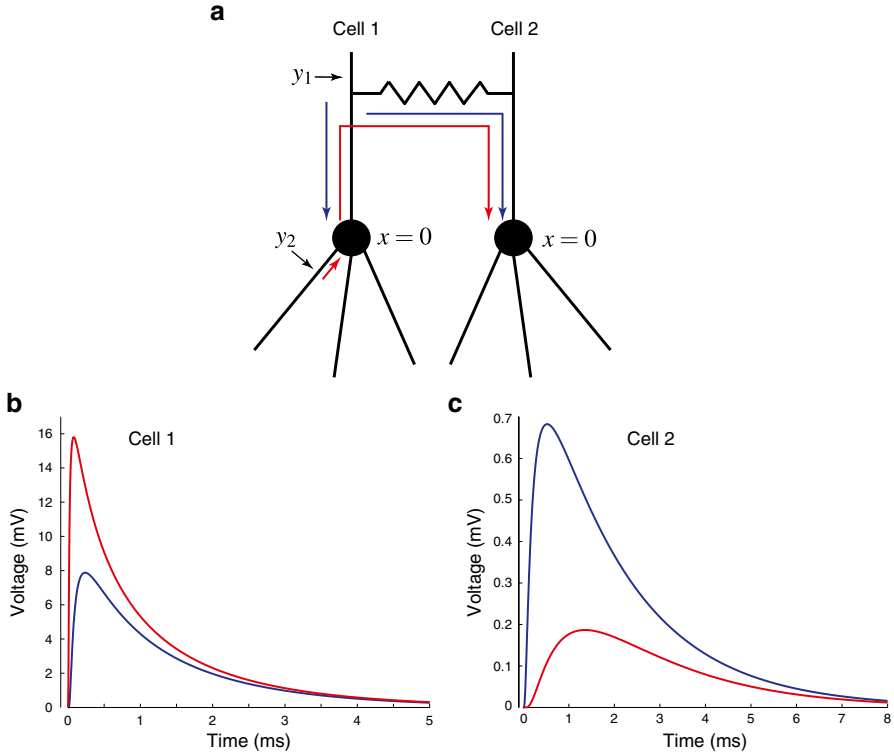 a
Cell 1
Cell 2
y1
y2
x = 0
x = 0
b
Cell 1
Voltage (mV)
16
14
12
10
8
6
4
2
0
0
1
2
3
4
5
Time (ms)
c
Cell 2
Voltage (mV)
0.7
0.6
0.5
0.4
0.3
0.2
0.1
0
0
1
2
3
4
5
6
7
8
Time (ms)